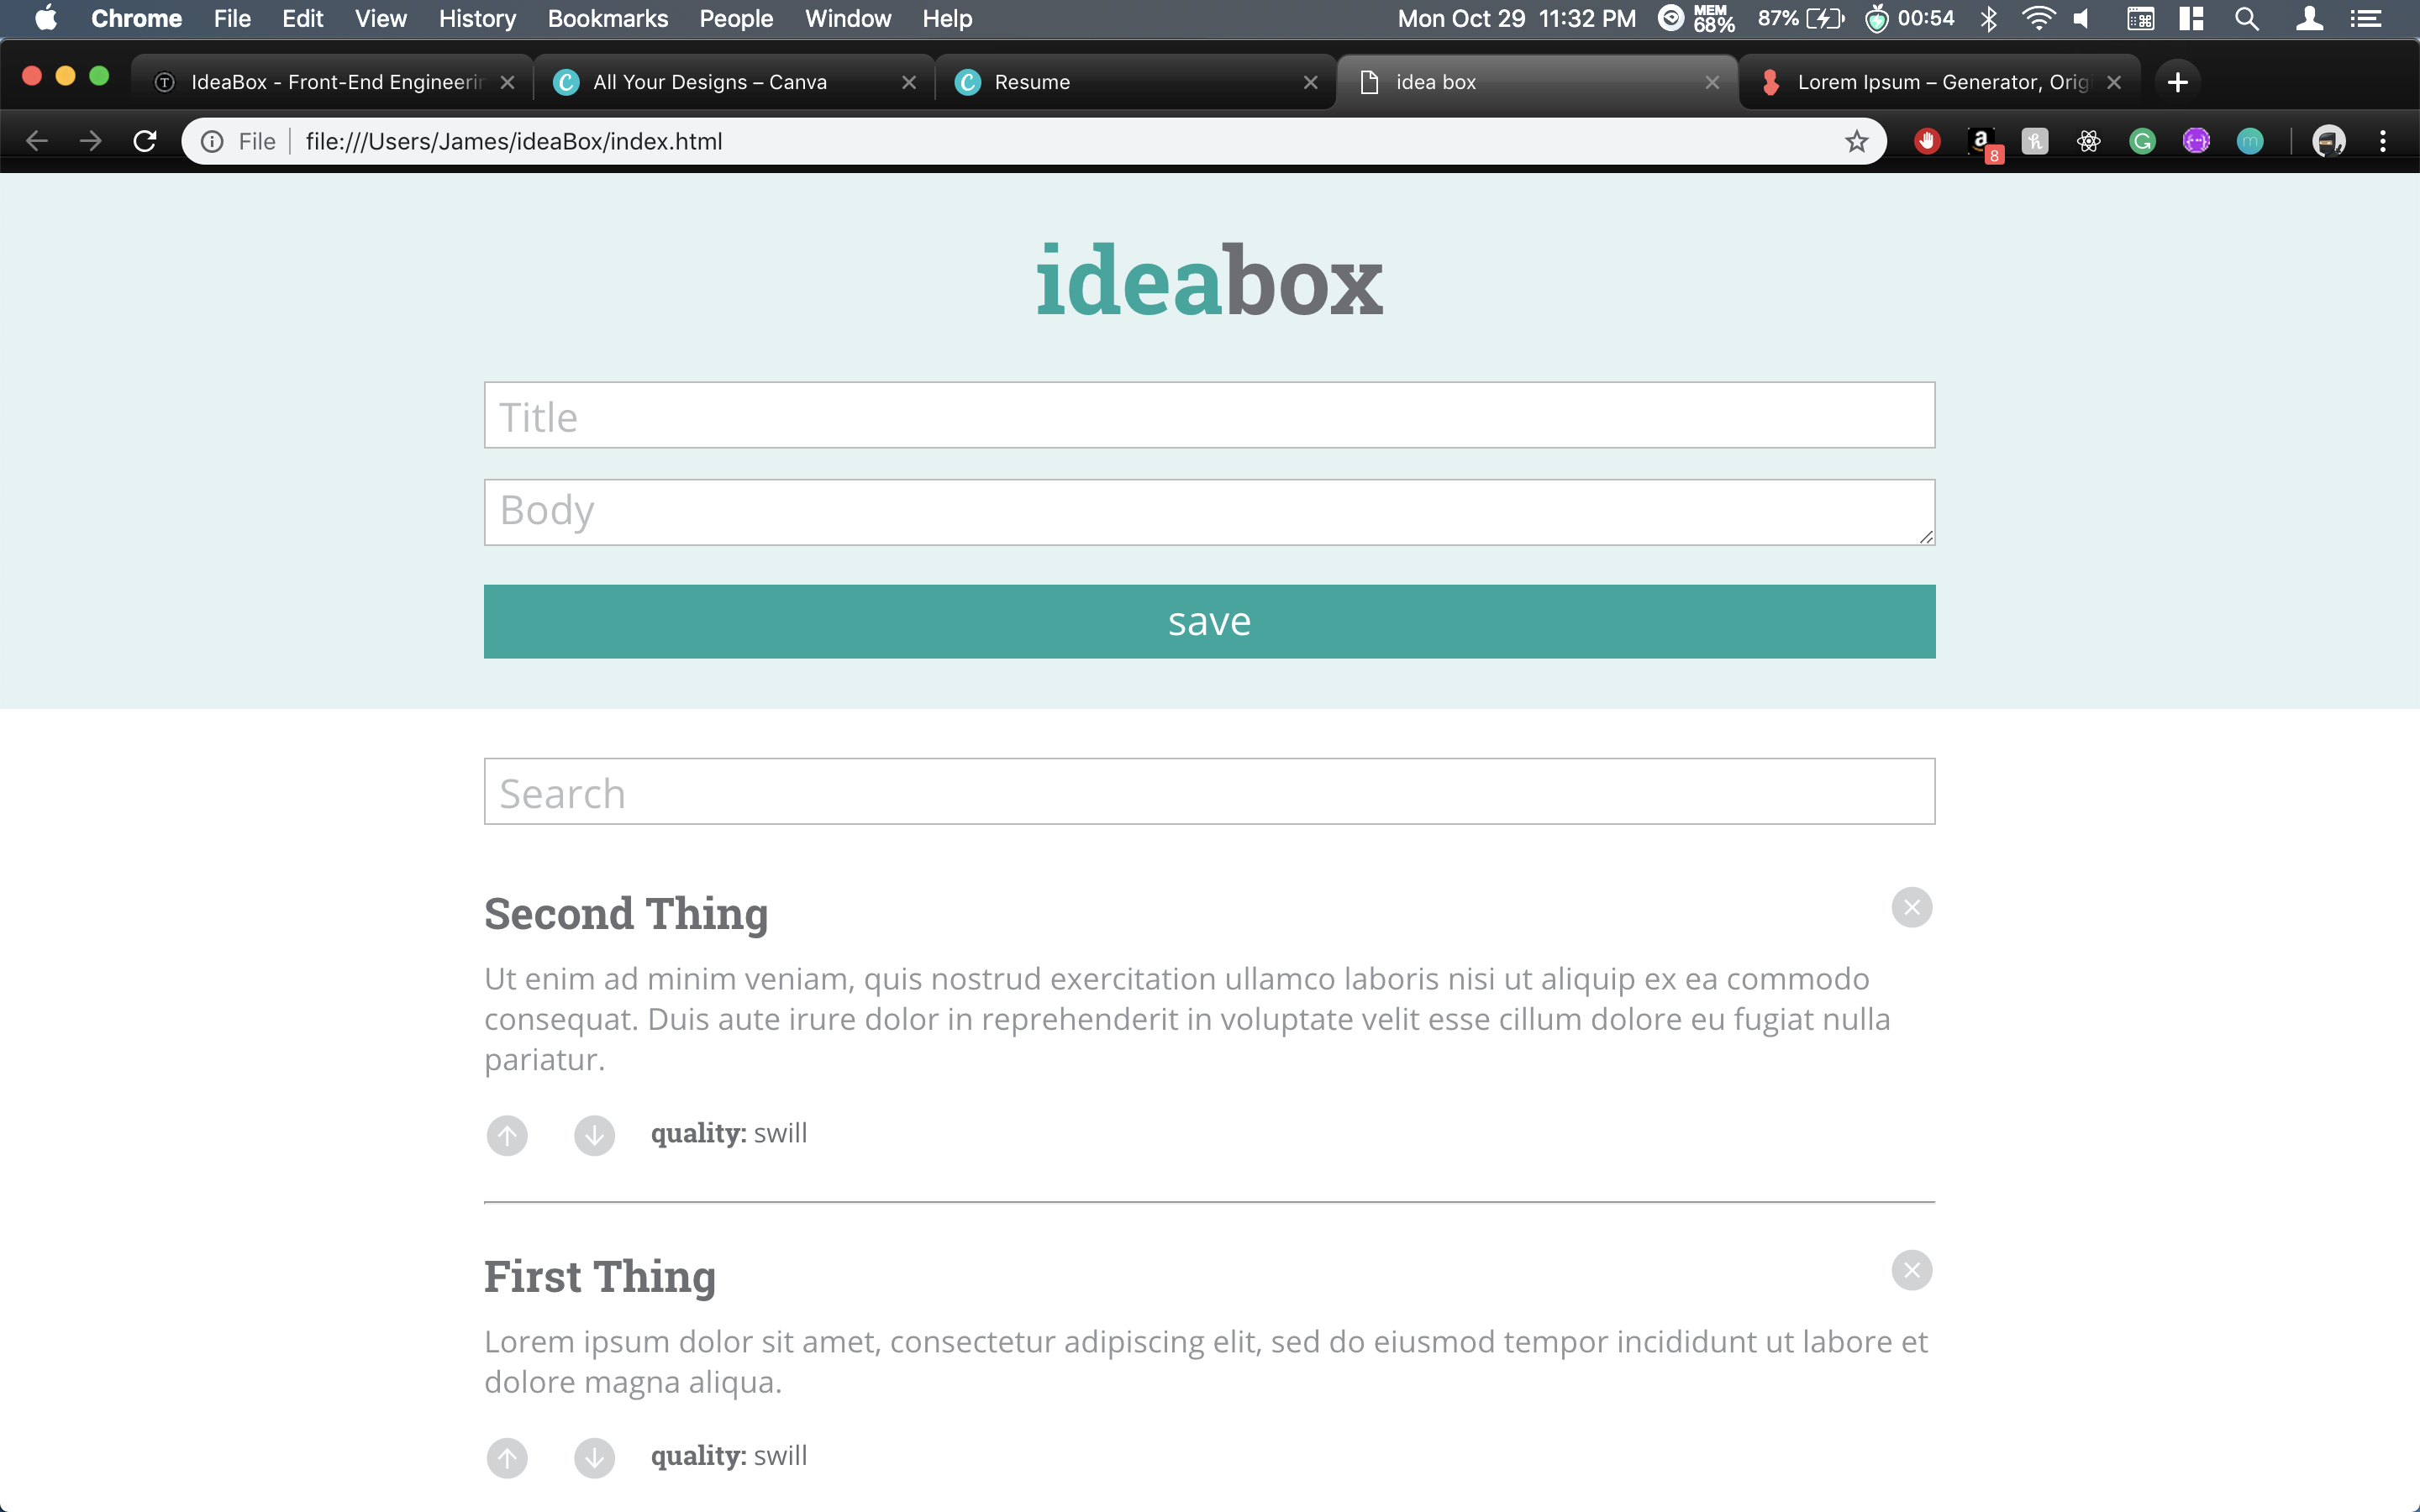 Chrome File Edit View History Bookmarks People Window Help Mon Oct 29 11:32 PM MEM 68% 87% 00:54
IdeaBox - Front-End Engineerin All Your Designs – Canva Resume idea box Lorem Ipsum – Generator, Orig
File file:///Users/James/ideaBox/index.html 8
ideabox
Title
Body
save
Search
Second Thing
Ut enim ad minim veniam, quis nostrud exercitation ullamco laboris nisi ut aliquip ex ea commodo
consequat. Duis aute irure dolor in reprehenderit in voluptate velit esse cillum dolore eu fugiat nulla
pariatur.
quality: swill
First Thing
Lorem ipsum dolor sit amet, consectetur adipiscing elit, sed do eiusmod tempor incididunt ut labore et
dolore magna aliqua.
quality: swill